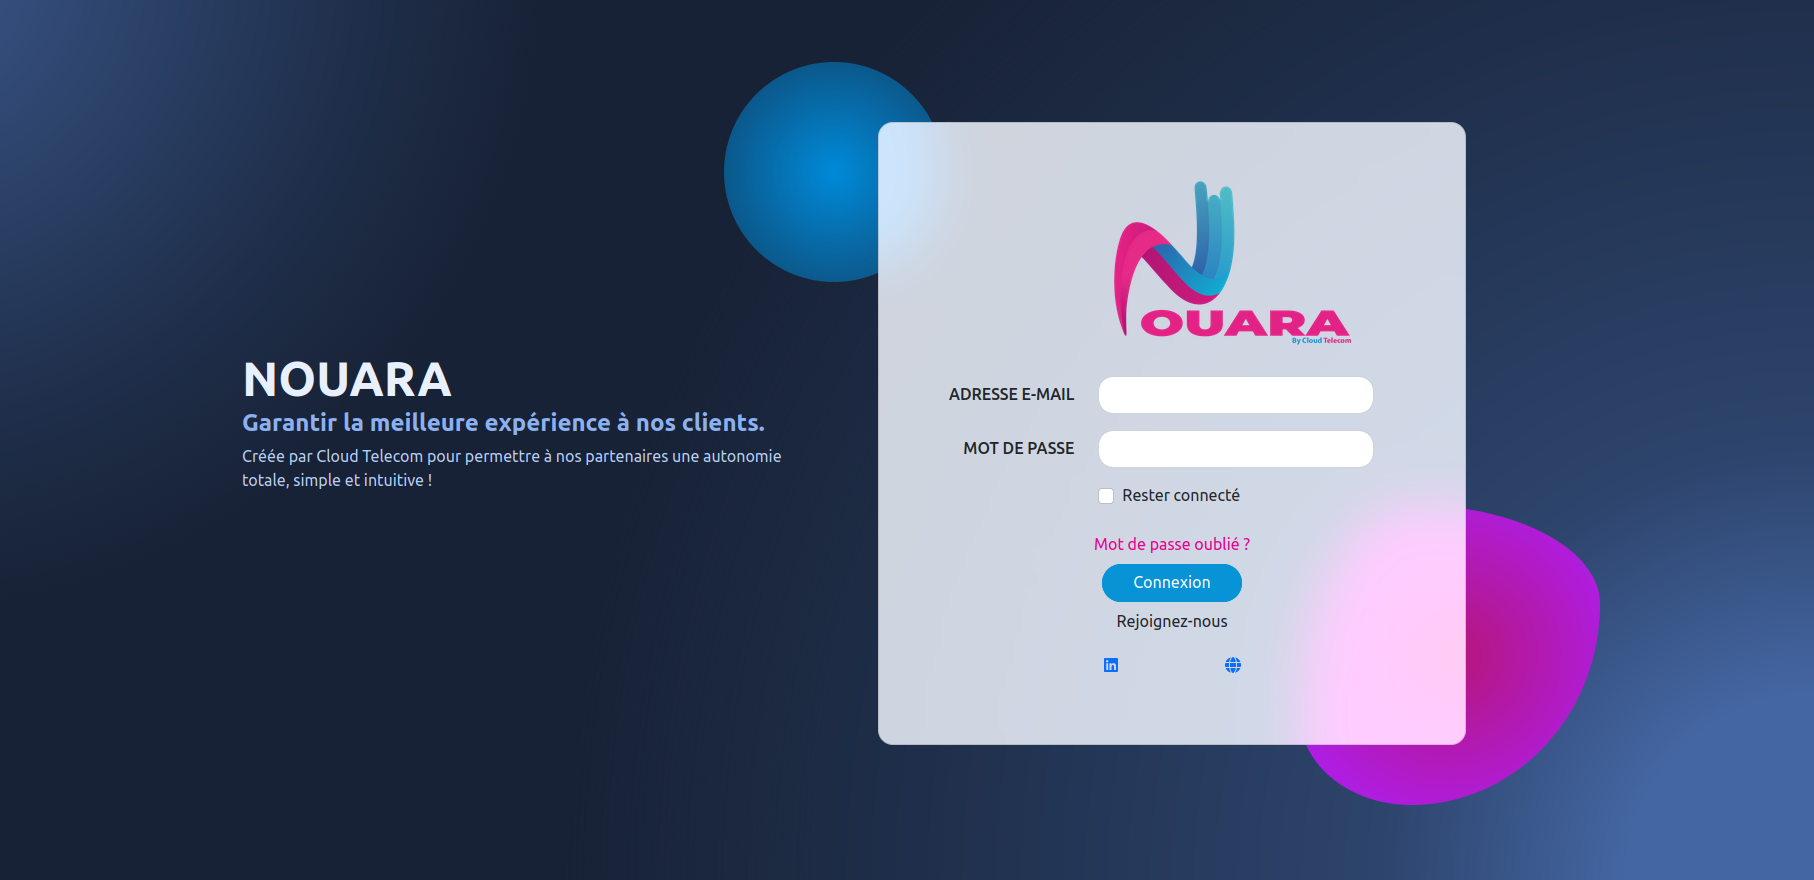 NOUARA
Garantir la meilleure expérience à nos clients.
Créée par Cloud Telecom pour permettre à nos partenaires une autonomie
totale, simple et intuitive !
NOUARA
By Cloud Telecom
ADRESSE E-MAIL
MOT DE PASSE
Rester connecté
Mot de passe oublié ?
Connexion
Rejoignez-nous
in